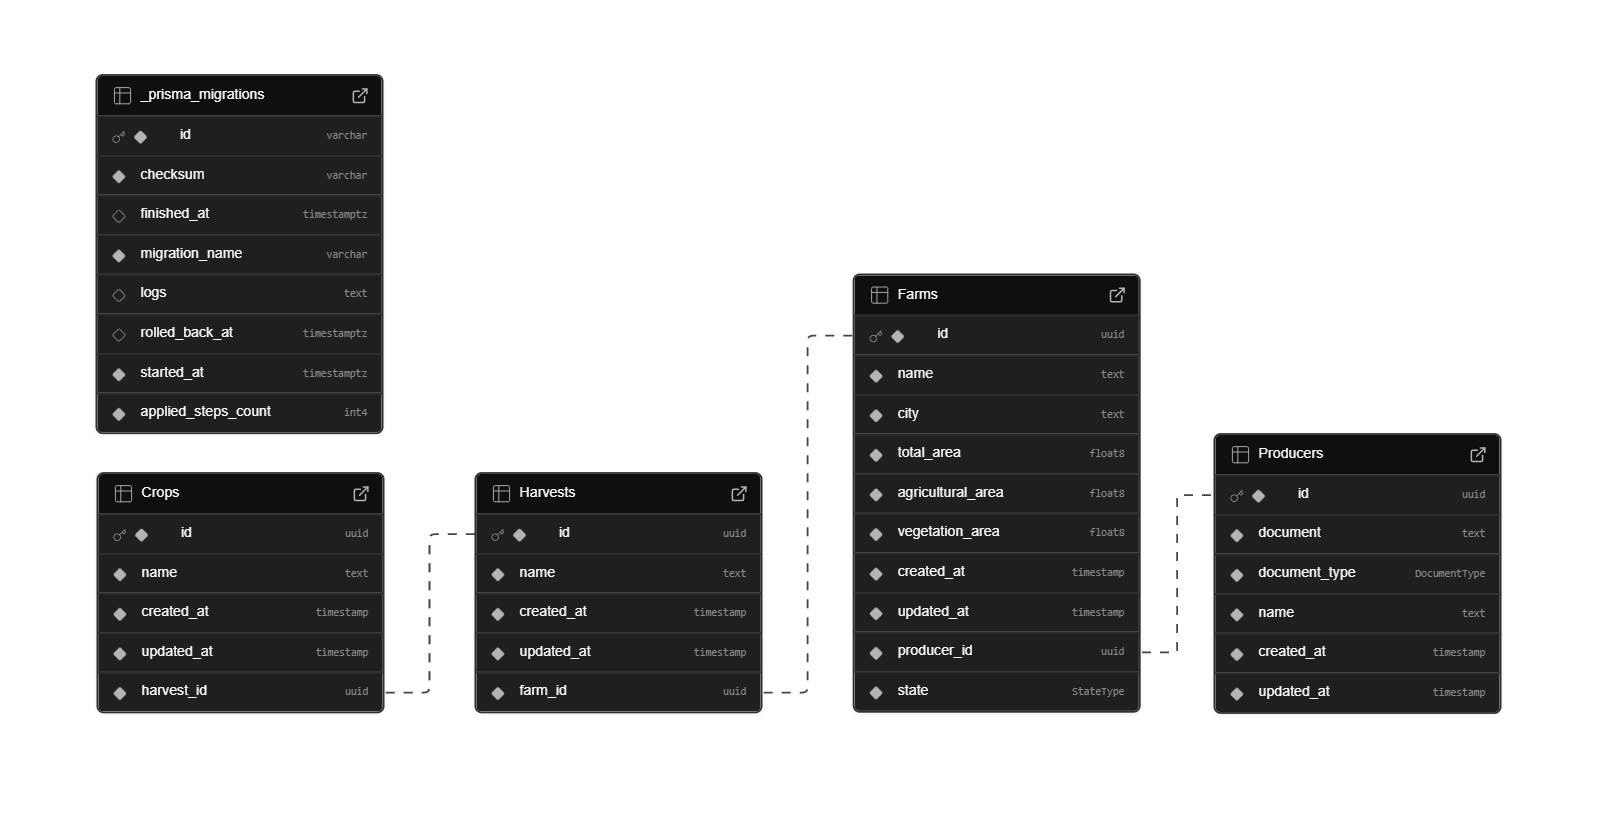 _prisma_migrations
id varchar
checksum varchar
finished_at timestamptz
migration_name varchar
logs text
rolled_back_at timestamptz
started_at timestamptz
applied_steps_count int4
Crops
id uuid
name text
created_at timestamp
updated_at timestamp
harvest_id uuid
Harvests
id uuid
name text
created_at timestamp
updated_at timestamp
farm_id uuid
Farms
id uuid
name text
city text
total_area float8
agricultural_area float8
vegetation_area float8
created_at timestamp
updated_at timestamp
producer_id uuid
state StateType
Producers
id uuid
document text
document_type DocumentType
name text
created_at timestamp
updated_at timestamp